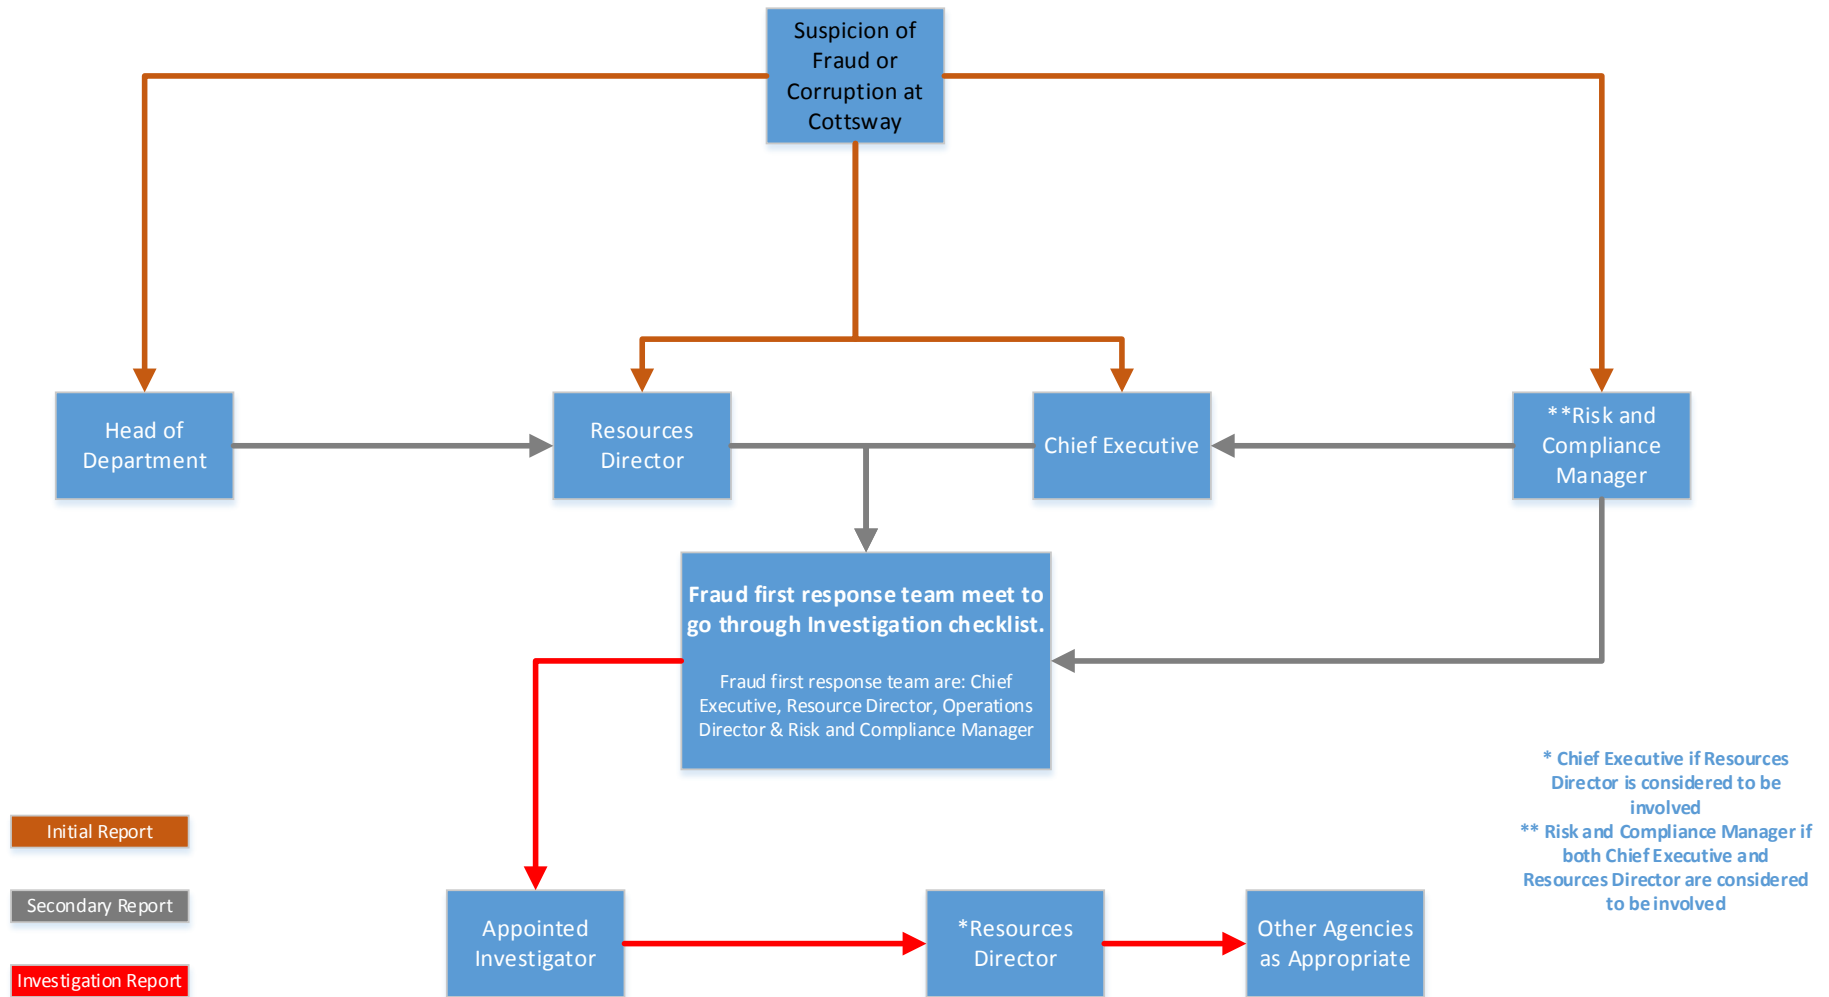 Suspicion of
Fraud or
Corruption at
Cottsway
Head of
Department
Resources
Director
Chief Executive
**Risk and
Compliance
Manager
Fraud first response team meet to
go through Investigation checklist.
Fraud first response team are: Chief
Executive, Resource Director, Operations
Director & Risk and Compliance Manager
* Chief Executive if Resources
Director is considered to be
involved
** Risk and Compliance Manager if
both Chief Executive and
Resources Director are considered
to be involved
Initial Report
Secondary Report
Investigation Report
Appointed
Investigator
*Resources
Director
Other Agencies
as Appropriate